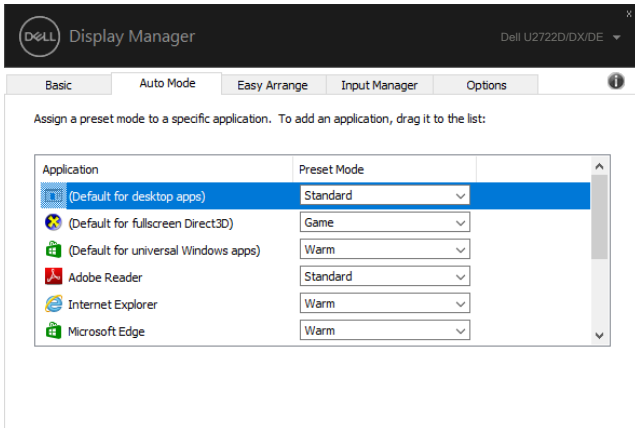 x
DELL Display Manager Dell U2722D/DX/DE
Basic Auto Mode Easy Arrange Input Manager Options i
Assign a preset mode to a specific application. To add an application, drag it to the list:
Application Preset Mode
(Default for desktop apps) Standard
(Default for fullscreen Direct3D) Game
(Default for universal Windows apps) Warm
Adobe Reader Standard
Internet Explorer Warm
Microsoft Edge Warm